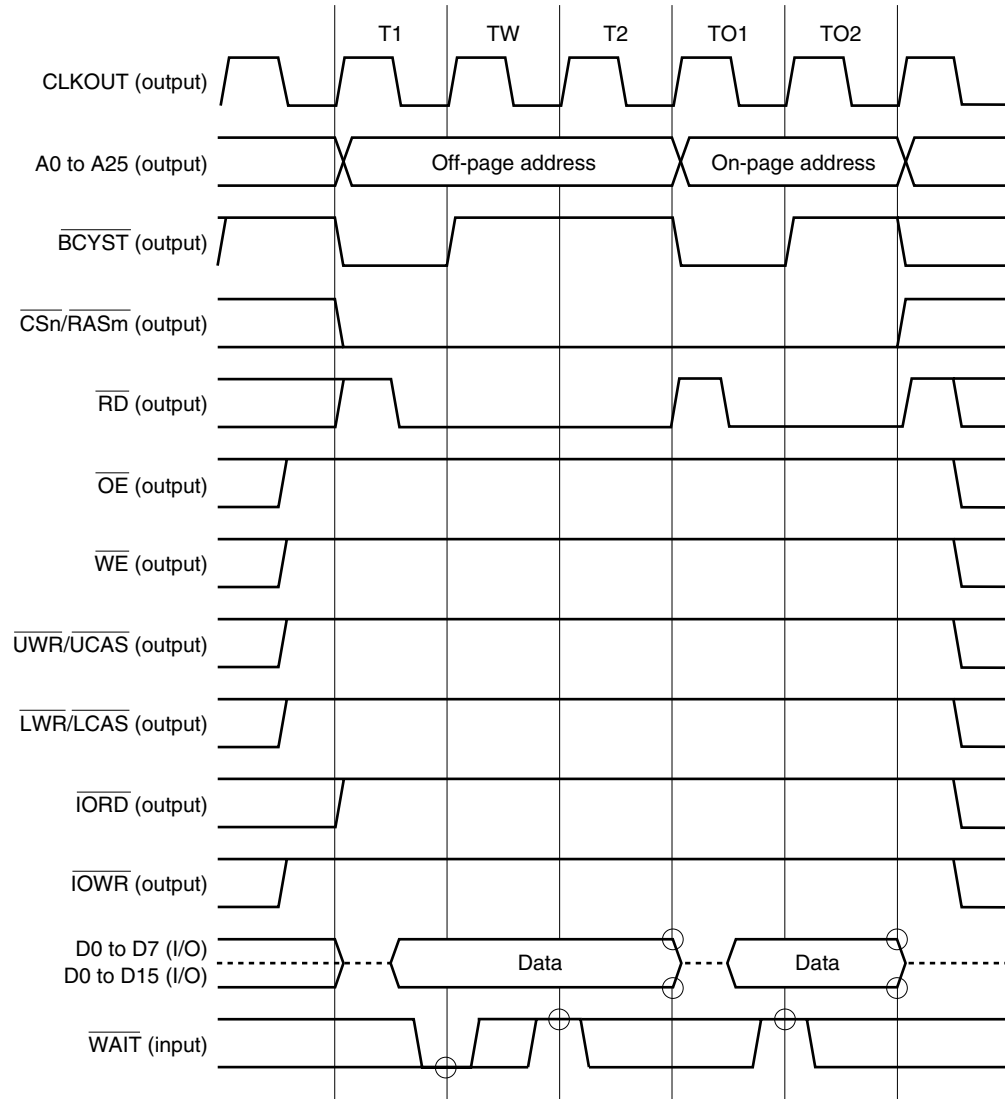 T1 TW T2 TO1 TO2
CLKOUT (output)
A0 to A25 (output) Off-page address On-page address
BCYST (output)
CSn/RASm (output)
RD (output)
OE (output)
WE (output)
UWR/UCAS (output)
LWR/LCAS (output)
IORD (output)
IOWR (output)
D0 to D7 (I/O)
D0 to D15 (I/O)
Data Data
WAIT (input)